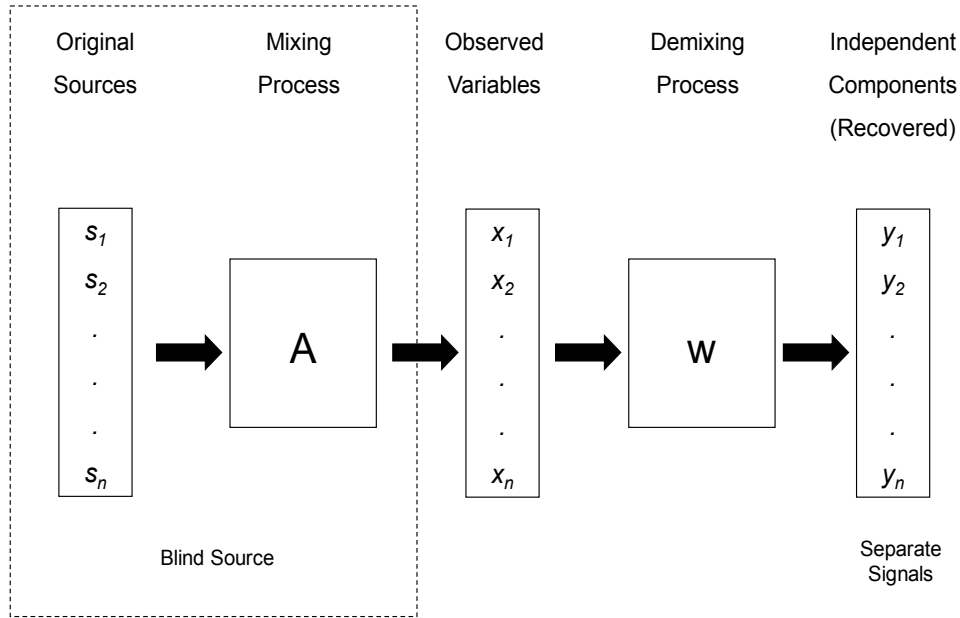 Original
Sources
Mixing
Process
Observed
Variables
Demixing
Process
Independent
Components
(Recovered)
s1
s2
.
.
.
sn
A
x1
x2
.
.
.
xn
w
y1
y2
.
.
.
yn
Blind Source
Separate
Signals